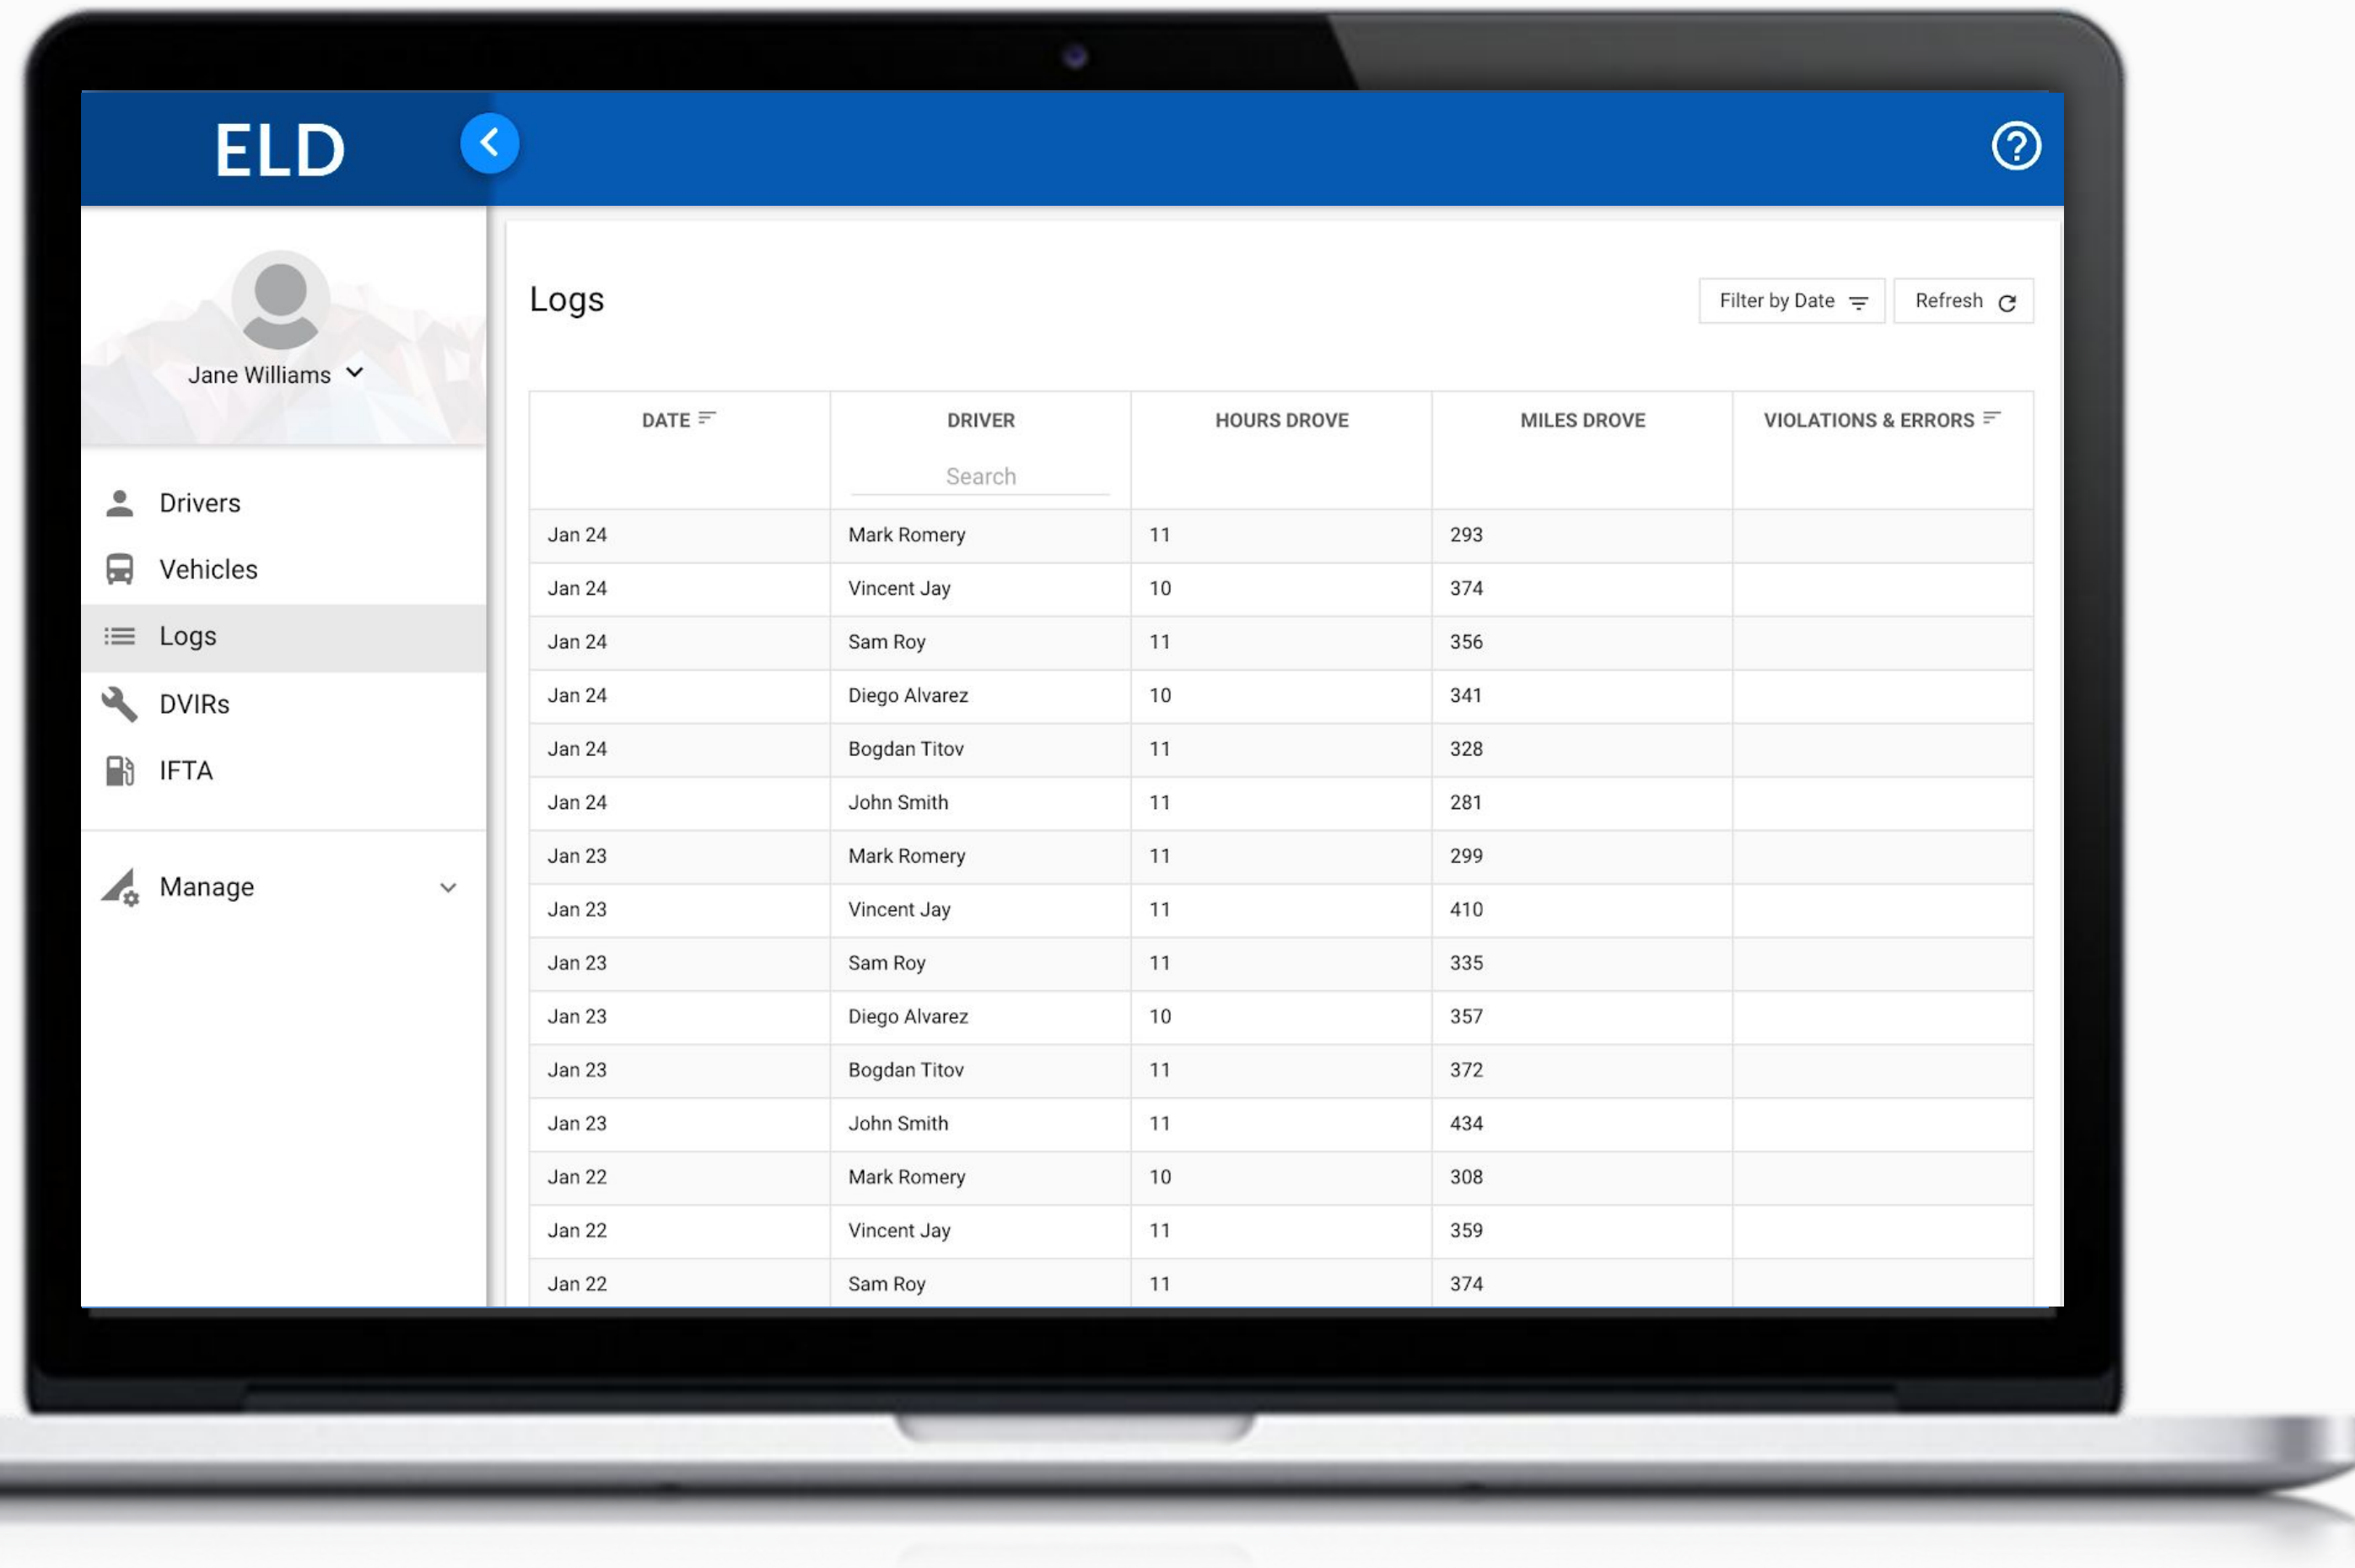 ELD
Jane Williams
Drivers
Vehicles
Logs
DVIRs
IFTA
Manage
Logs
Filter by Date
Refresh
DATE DRIVER HOURS DROVE MILES DROVE VIOLATIONS & ERRORS
Search
Jan 24 Mark Romery 11 293
Jan 24 Vincent Jay 10 374
Jan 24 Sam Roy 11 356
Jan 24 Diego Alvarez 10 341
Jan 24 Bogdan Titov 11 328
Jan 24 John Smith 11 281
Jan 23 Mark Romery 11 299
Jan 23 Vincent Jay 11 410
Jan 23 Sam Roy 11 335
Jan 23 Diego Alvarez 10 357
Jan 23 Bogdan Titov 11 372
Jan 23 John Smith 11 434
Jan 22 Mark Romery 10 308
Jan 22 Vincent Jay 11 359
Jan 22 Sam Roy 11 374